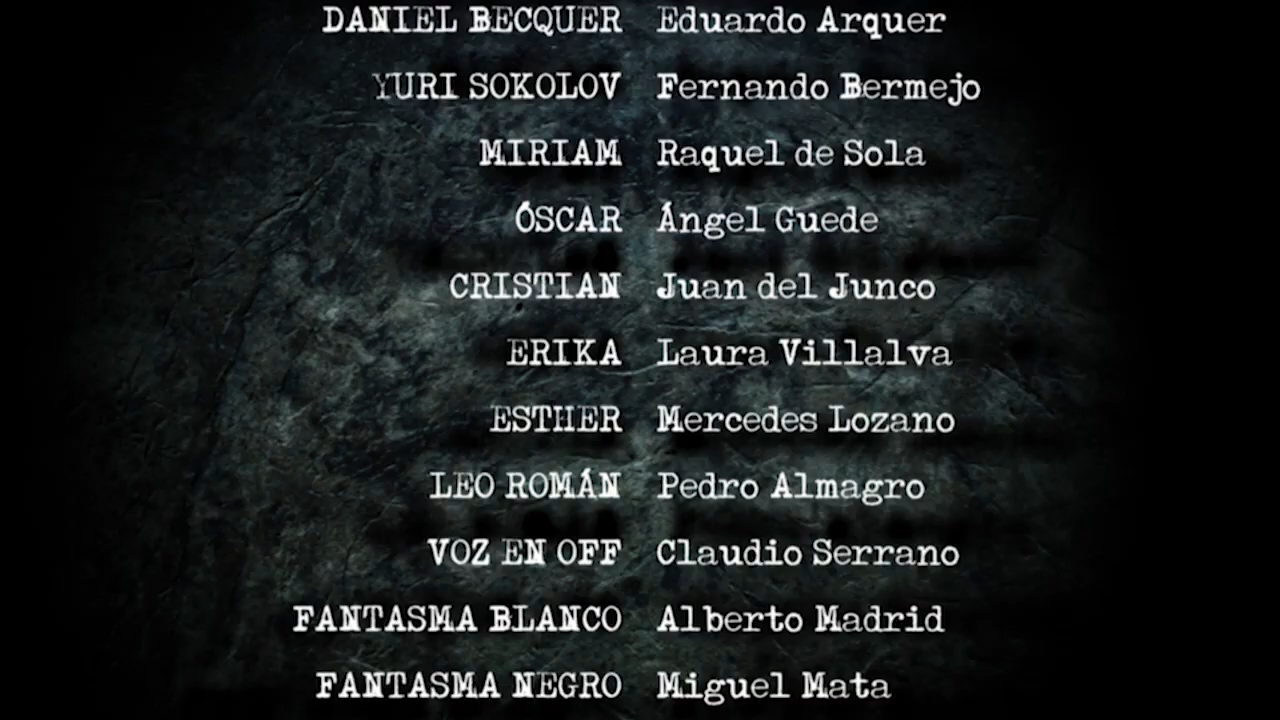 DANIEL BECQUER Eduardo Arquer
YURI SOKOLOV Fernando Bermejo
MIRIAM Raquel de Sola
ÓSCAR Ángel Guede
CRISTIAN Juan del Junco
ERIKA Laura Villalva
ESTHER Mercedes Lozano
LEO ROMÁN Pedro Almagro
VOZ EN OFF Claudio Serrano
FANTASMA BLANCO Alberto Madrid
FANTASMA NEGRO Miguel Mata